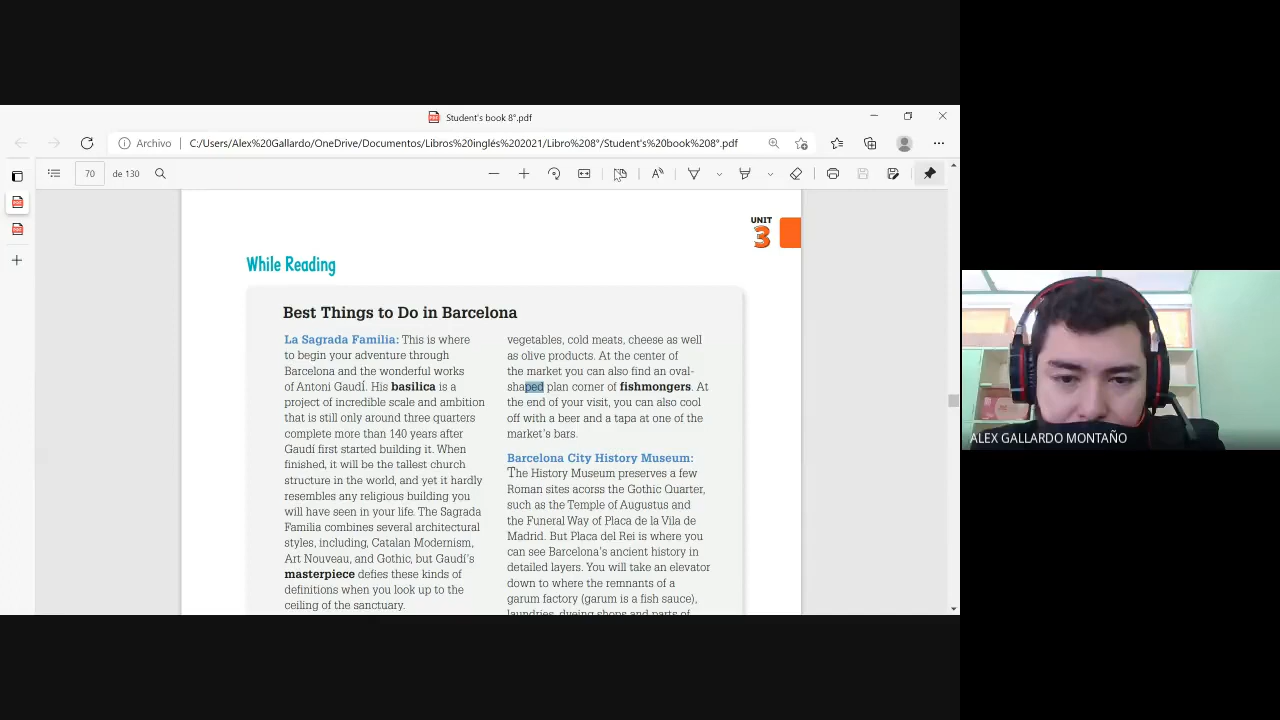 Student's book 8°.pdf
Archivo
C:/Users/Alex%20Gallardo/OneDrive/Documentos/Libros%20inglés%202021/Libro%208°/Student's%20book%208°.pdf
70
de 130
UNIT
3
While Reading
Best Things to Do in Barcelona
La Sagrada Familia: This is where
to begin your adventure through
Barcelona and the wonderful works
of Antoni Gaudí. His basilica is a
project of incredible scale and ambition
that is still only around three quarters
complete more than 140 years after
Gaudí first started building it. When
finished, it will be the tallest church
structure in the world, and yet it hardly
resembles any religious building you
will have seen in your life. The Sagrada
Familia combines several architectural
styles, including, Catalan Modernism,
Art Nouveau, and Gothic, but Gaudí's
masterpiece defies these kinds of
definitions when you look up to the
ceiling of the sanctuary.
vegetables, cold meats, cheese as well
as olive products. At the center of
the market you can also find an oval-
shaped plan corner of fishmongers. At
the end of your visit, you can also cool
off with a beer and a tapa at one of the
market's bars.
Barcelona City History Museum:
The History Museum preserves a few
Roman sites acorss the Gothic Quarter,
such as the Temple of Augustus and
the Funeral Way of Placa de la Vila de
Madrid. But Placa del Rei is where you
can see Barcelona's ancient history in
detailed layers. You will take an elevator
down to where the remnants of a
garum factory (garum is a fish sauce),
laundries, dyeing shops and parts of
ALEX GALLARDO MONTAÑO